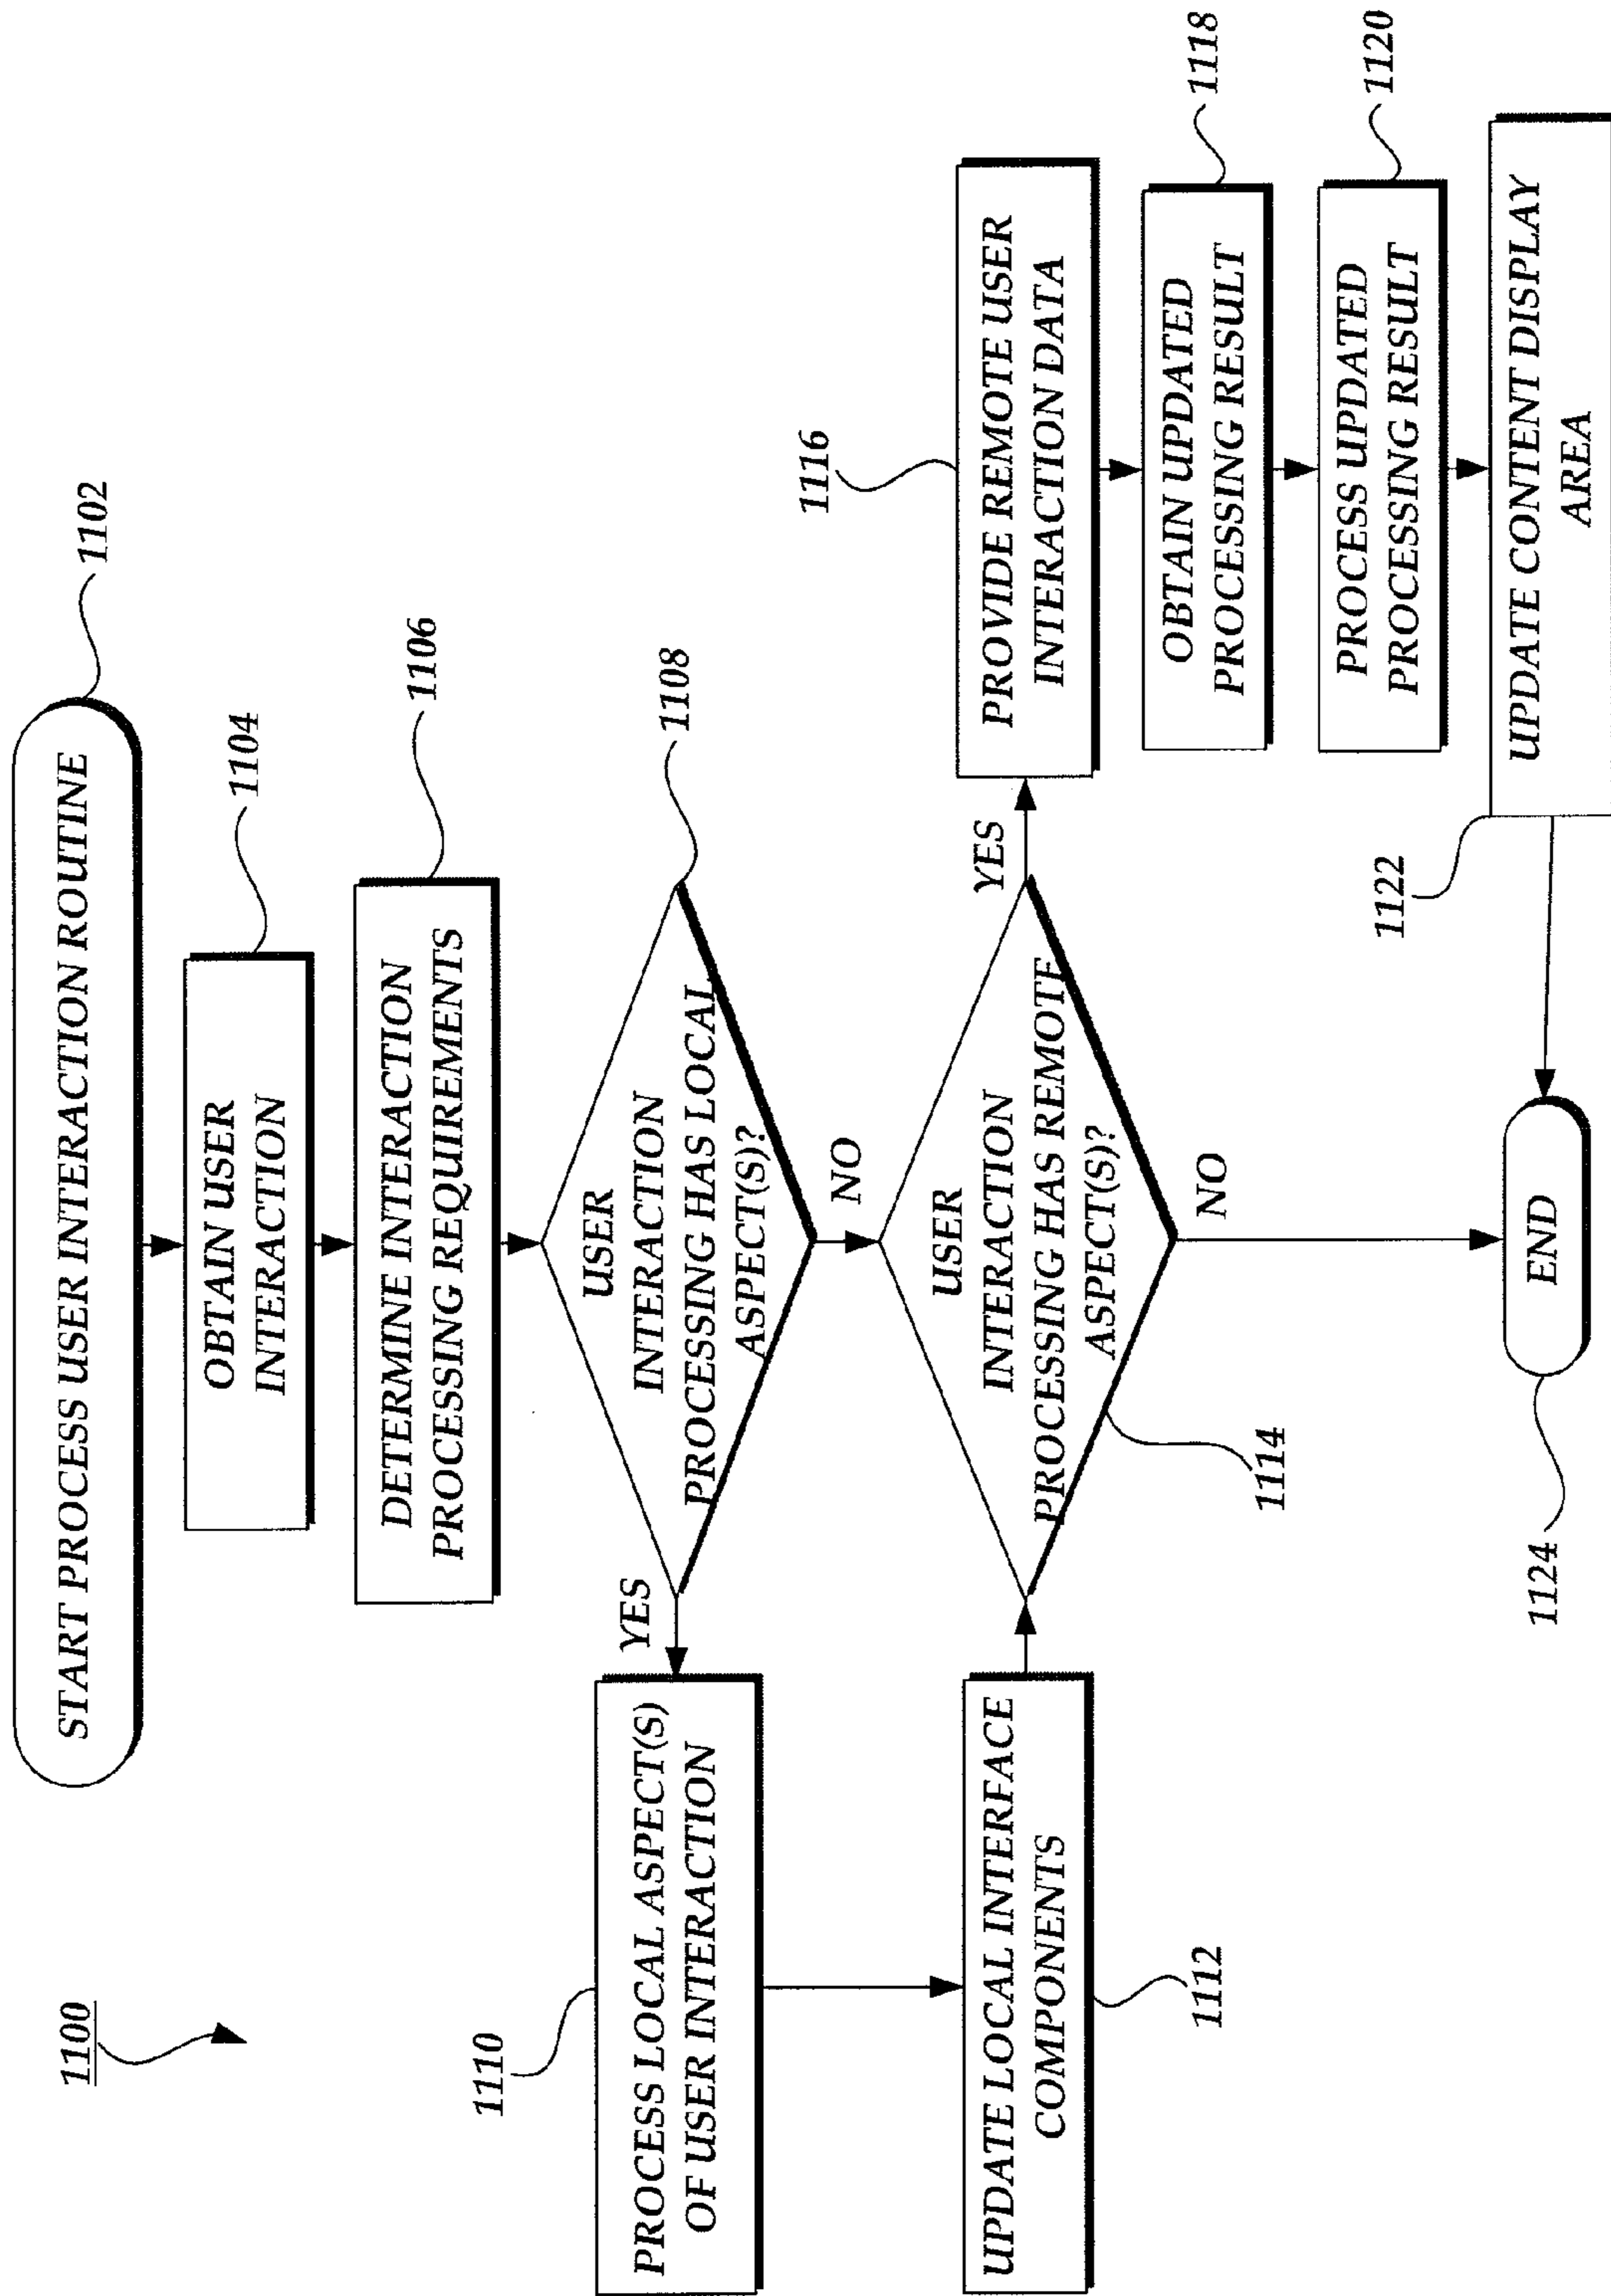 1100
START PROCESS USER INTERACTION ROUTINE
1102
OBTAIN USER
INTERACTION
1104
DETERMINE INTERACTION
PROCESSING REQUIREMENTS
1106
USER
INTERACTION
PROCESSING HAS LOCAL
ASPECT(S)?
1108
YES
NO
1110
PROCESS LOCAL ASPECT(S)
OF USER INTERACTION
UPDATE LOCAL INTERFACE
COMPONENTS
1112
USER
INTERACTION
PROCESSING HAS REMOTE
ASPECT(S)?
1114
YES
NO
1116
PROVIDE REMOTE USER
INTERACTION DATA
OBTAIN UPDATED
PROCESSING RESULT
1118
PROCESS UPDATED
PROCESSING RESULT
1120
UPDATE CONTENT DISPLAY
AREA
1122
END
1124